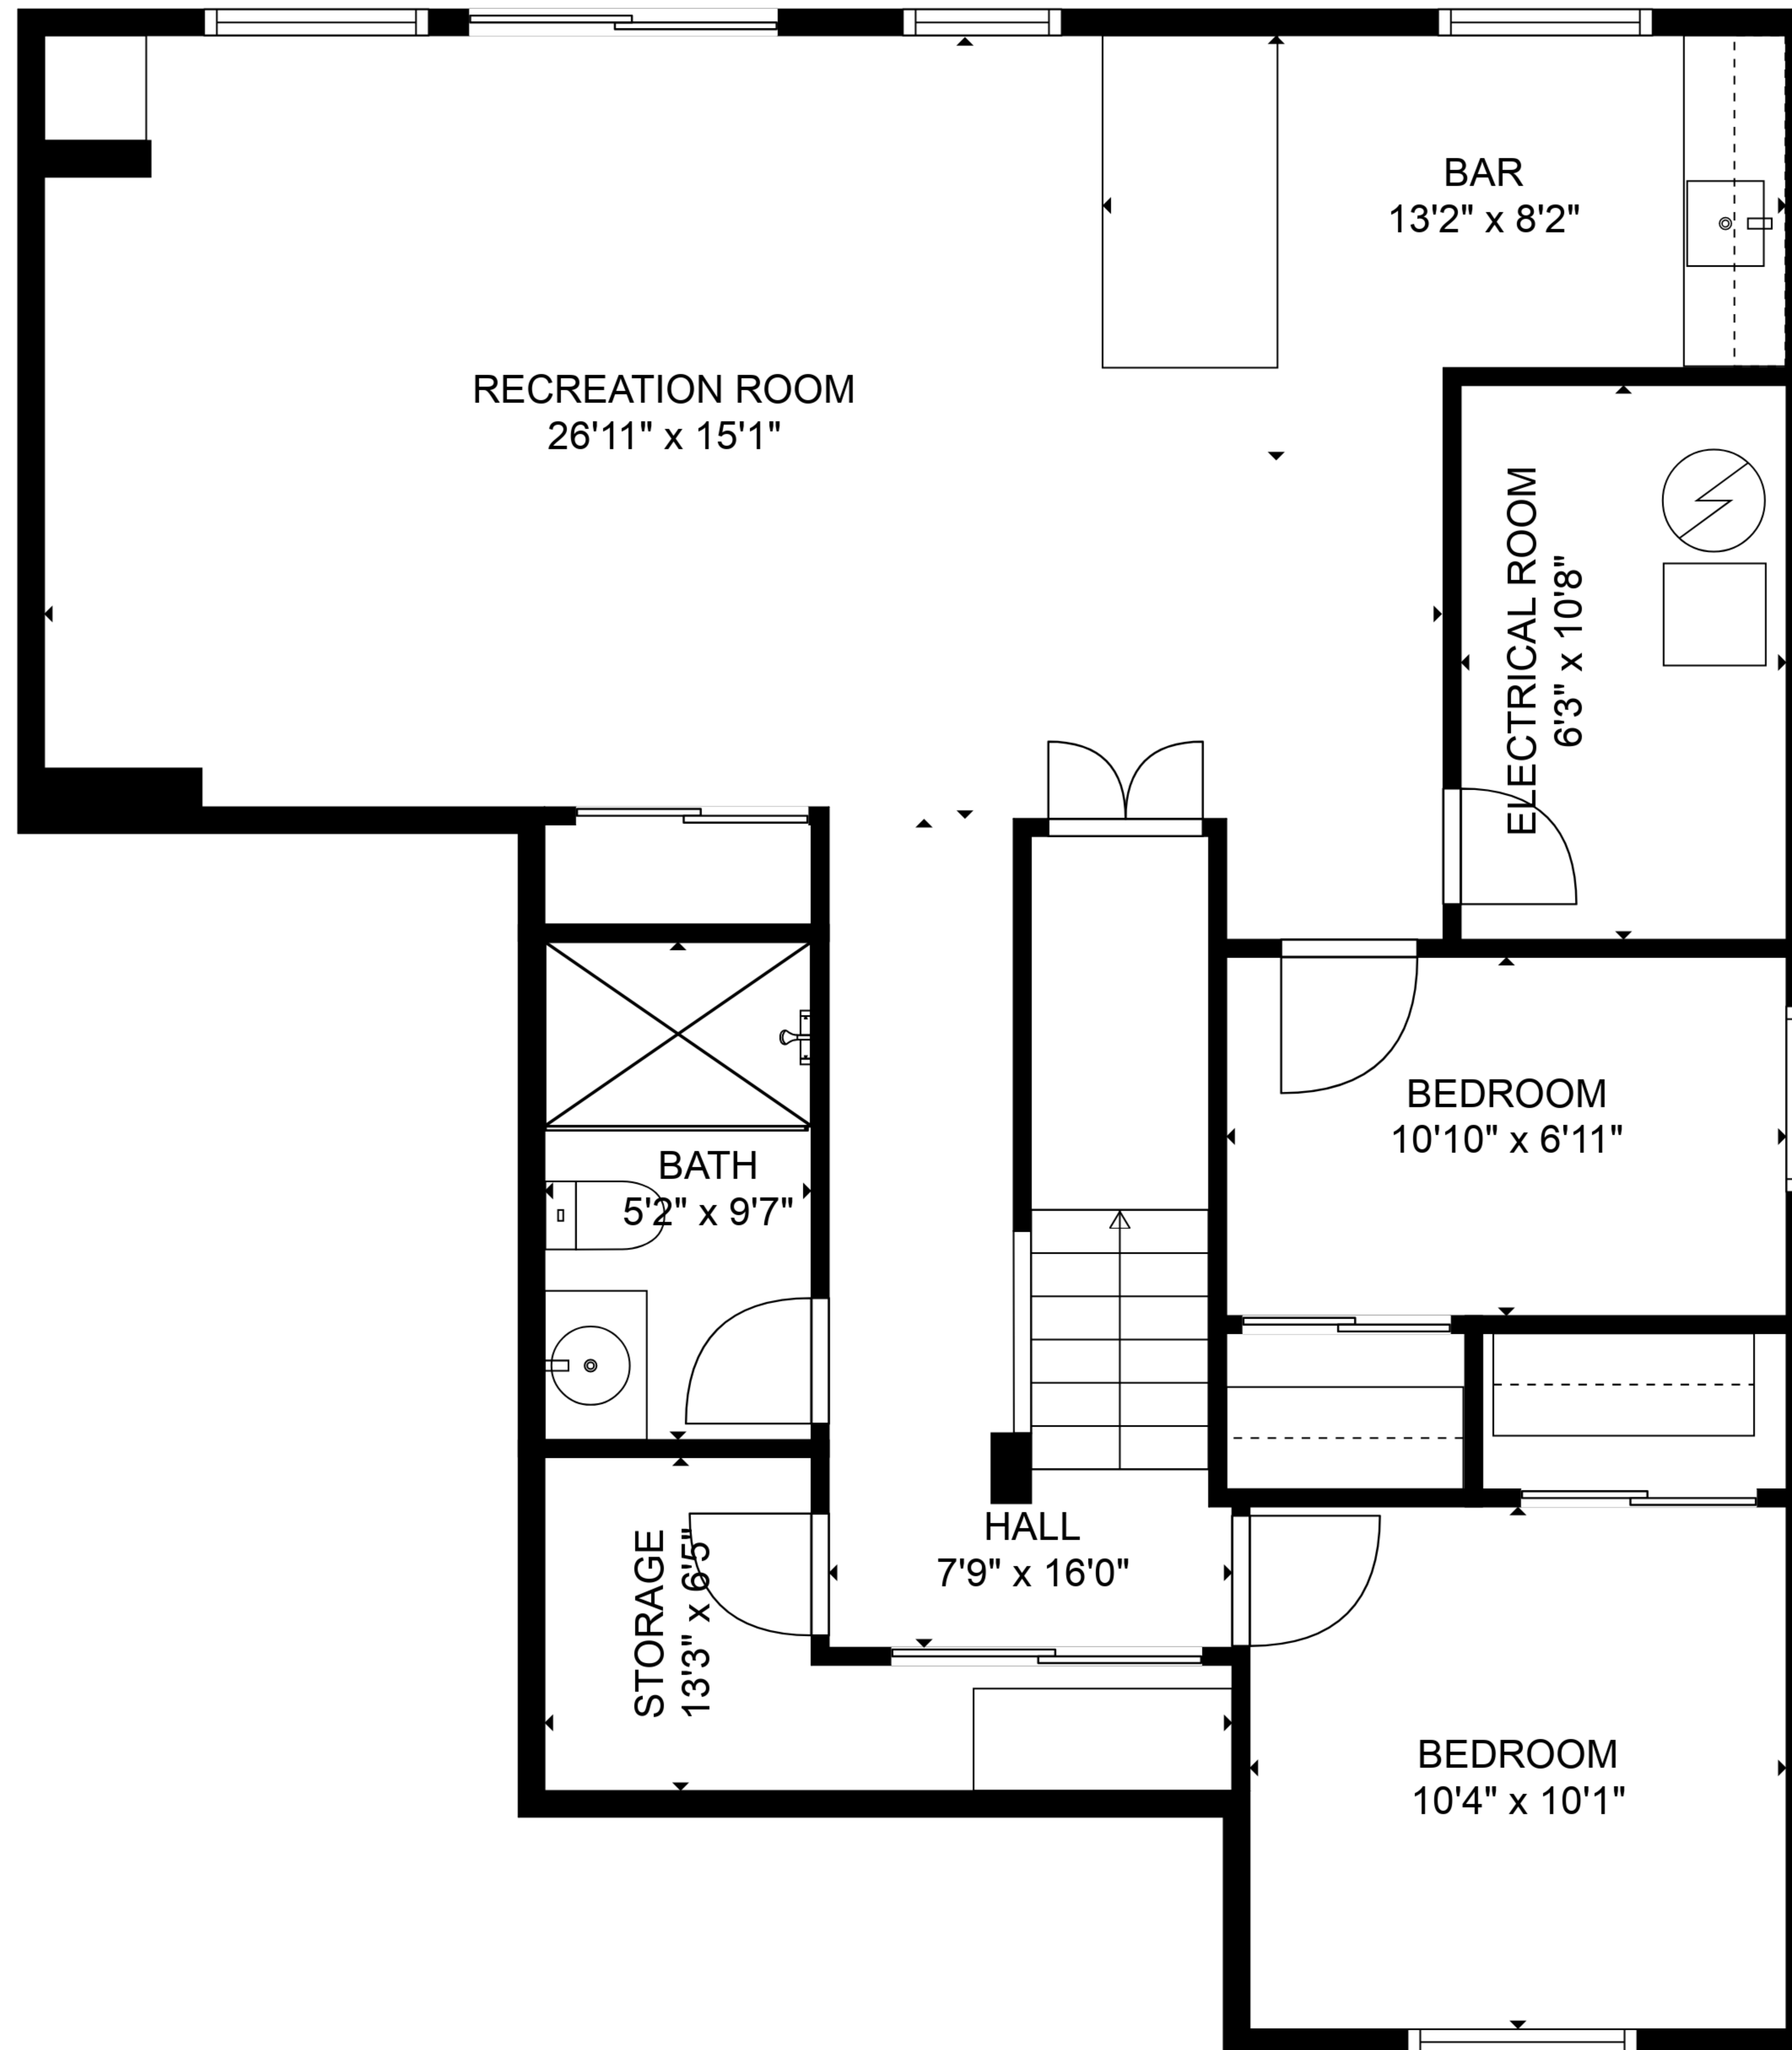 BAR
13'2" x 8'2"
RECREATION ROOM
26'11" x 15'1"
ELECTRICAL ROOM
6'3" x 10'8"
BEDROOM
10'10" x 6'11"
BATH
5'2" x 9'7"
HALL
7'9" x 16'0"
STORAGE
13'3" x 6'5"
BEDROOM
10'4" x 10'1"